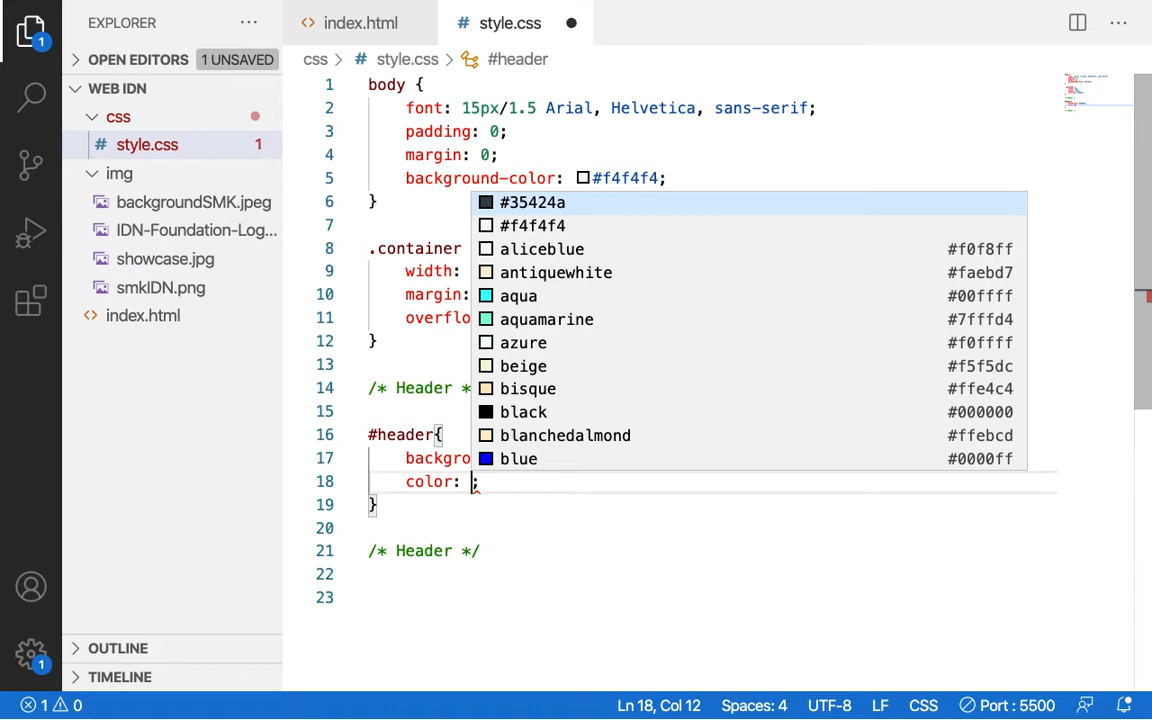 EXPLORER
index.html
# style.css
1
OPEN EDITORS 1 UNSAVED
css # style.css #header
WEB IDN
css
# style.css 1
img
backgroundSMK.jpeg
IDN-Foundation-Log...
showcase.jpg
smkIDN.png
index.html
1 body {
2 font: 15px/1.5 Arial, Helvetica, sans-serif;
3 padding: 0;
4 margin: 0;
5 background-color: #f4f4f4;
6 }
7
8 .container
9 width:
10 margin:
11 overflo
12 }
13
14 /* Header *
15
16 #header{
17 backgro
18 color: ;
19 }
20
21 /* Header */
22
23
#35424a
#f4f4f4
aliceblue #f0f8ff
antiquewhite #faebd7
aqua #00ffff
aquamarine #7fffd4
azure #f0ffff
beige #f5f5dc
bisque #ffe4c4
black #000000
blanchedalmond #ffebcd
blue #0000ff
OUTLINE
TIMELINE
1
1 0 Ln 18, Col 12 Spaces: 4 UTF-8 LF CSS Port : 5500